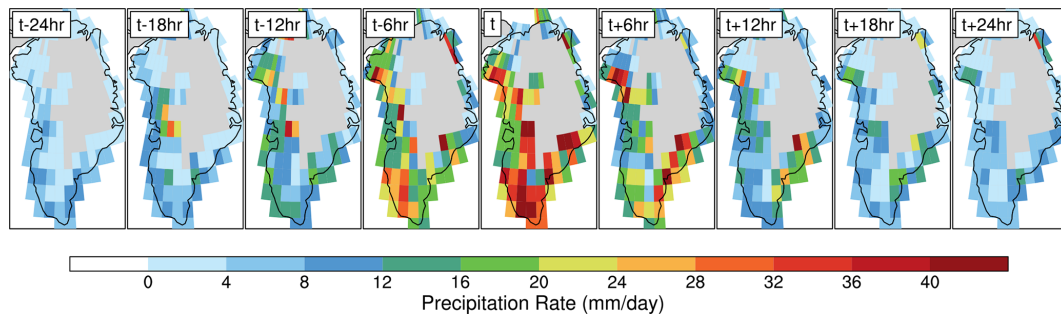 t-24hr t-18hr t-12hr t-6hr t t+6hr t+12hr t+18hr t+24hr
0 4 8 12 16 20 24 28 32 36 40
Precipitation Rate (mm/day)